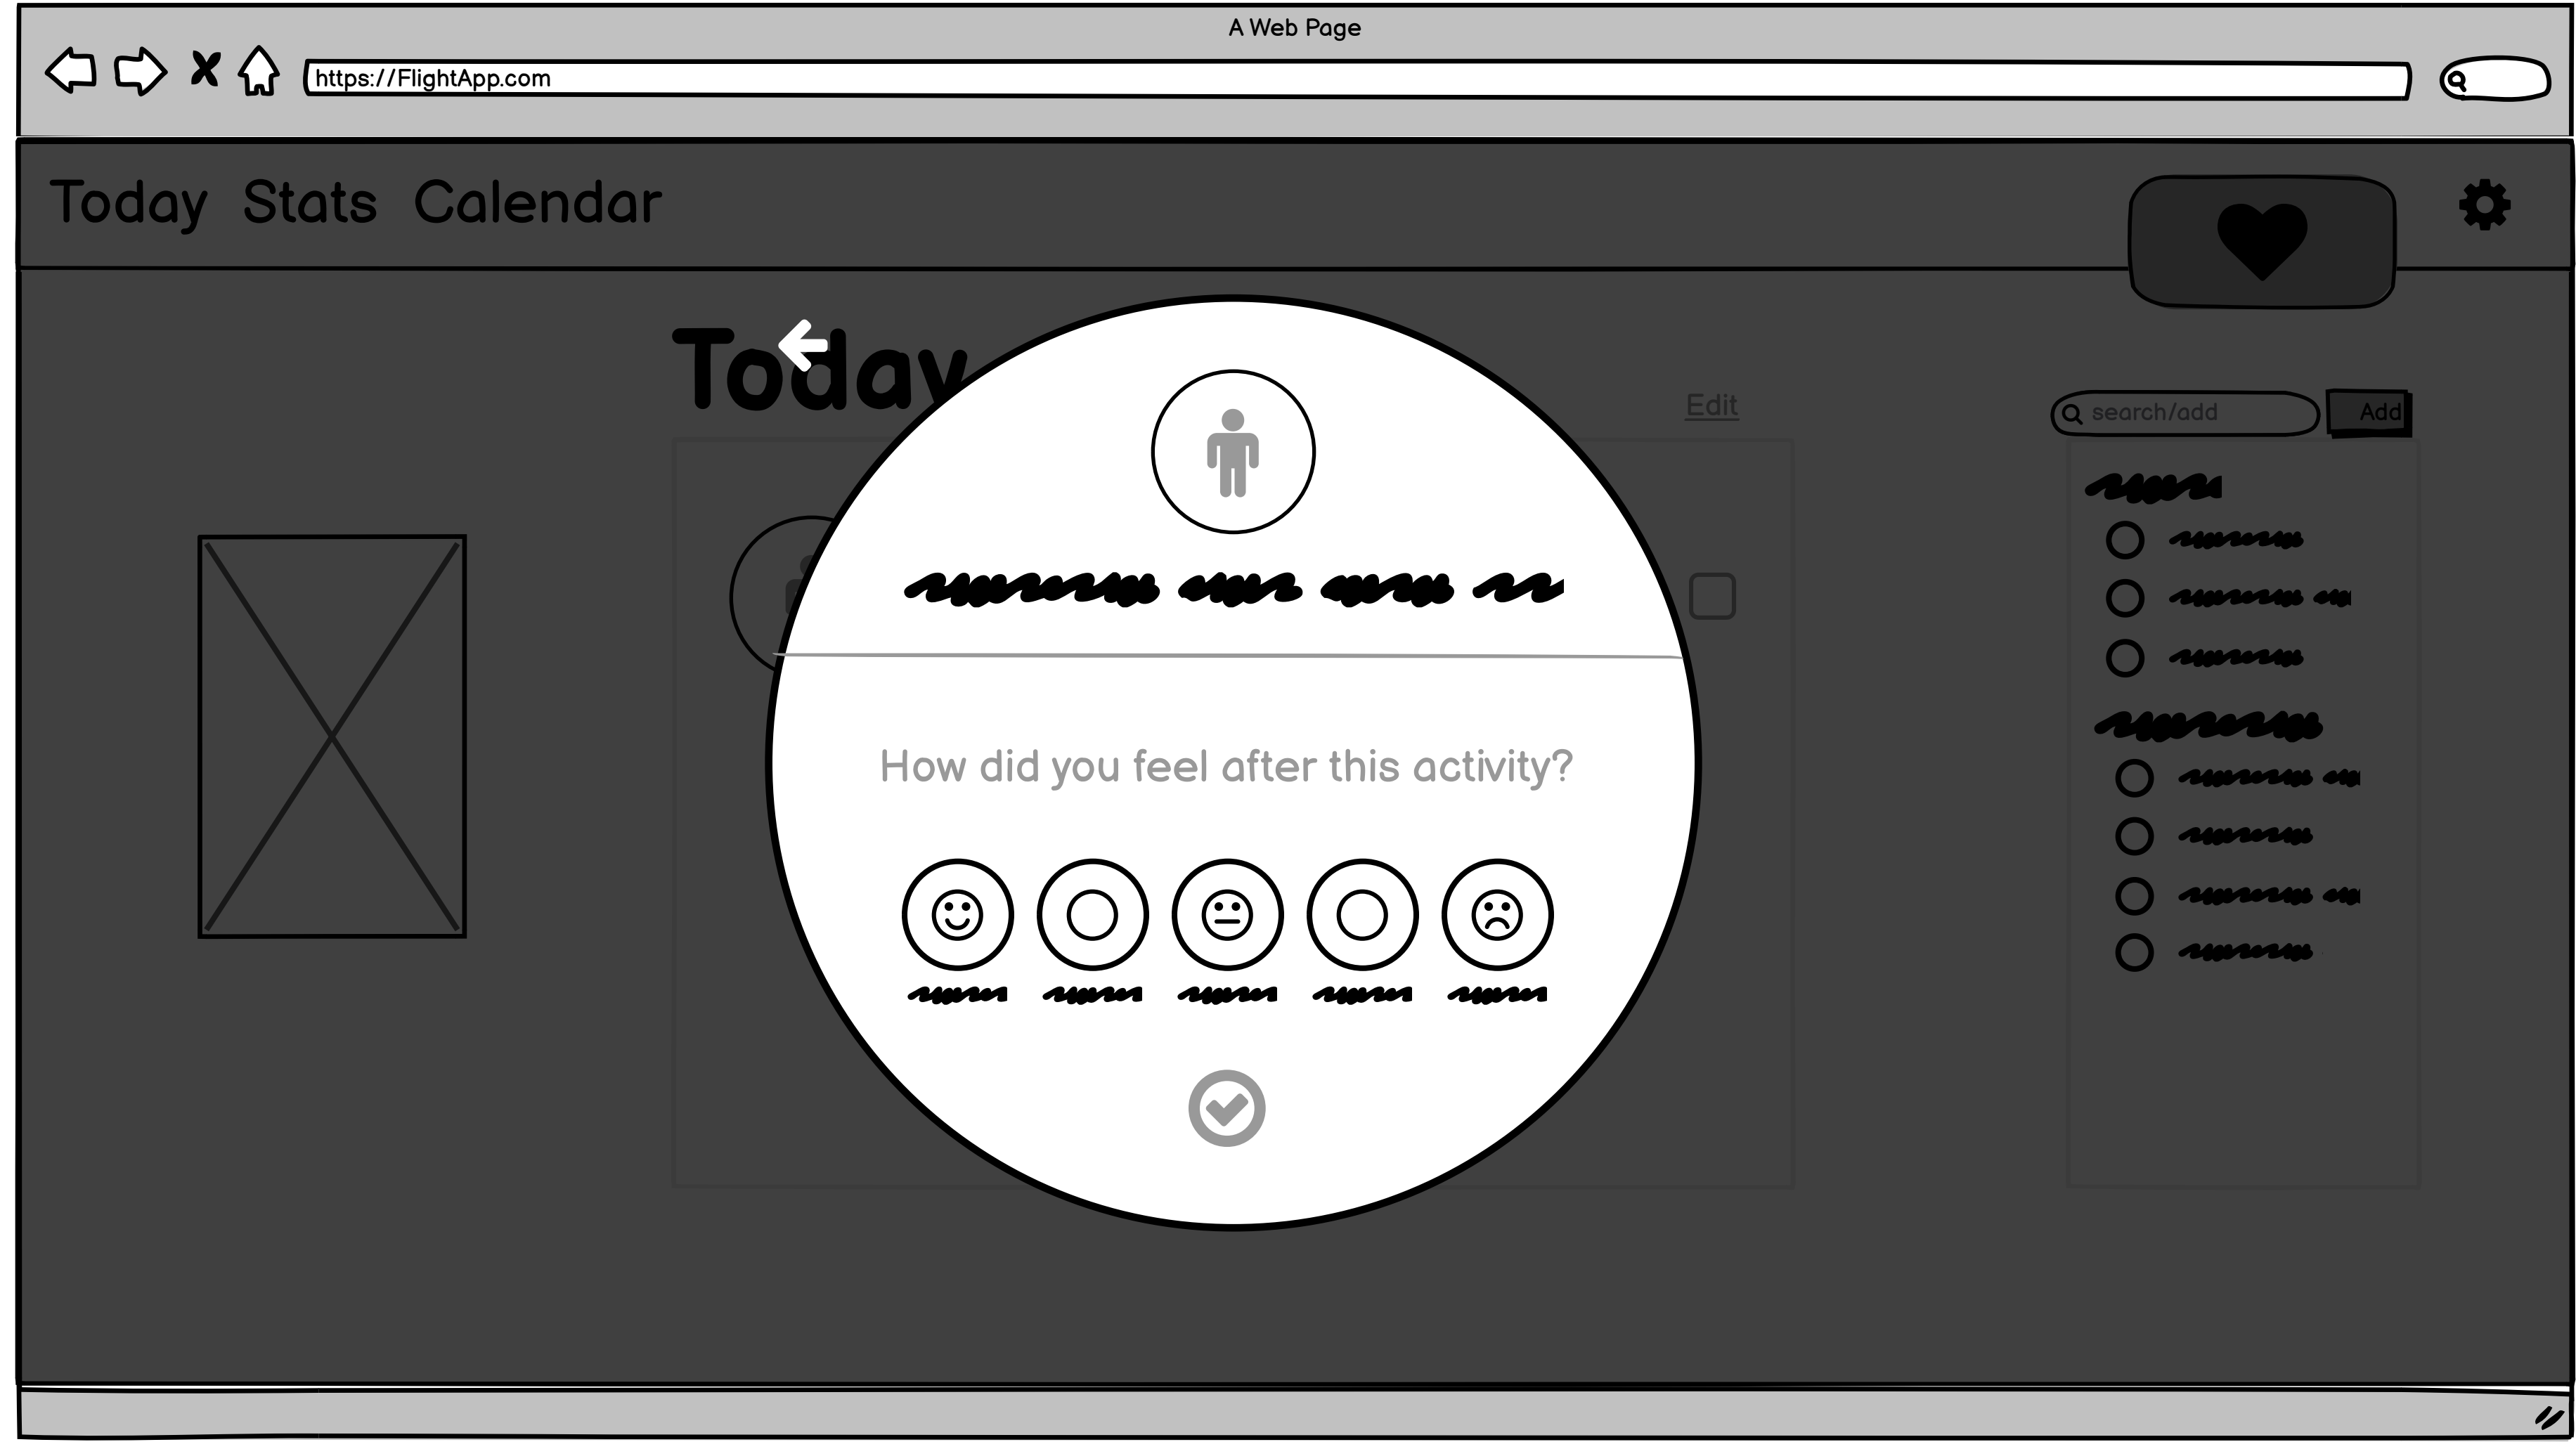 A Web Page
https://FlightApp.com
Today Stats Calendar
Today
Edit
search/add
Add
How did you feel after this activity?